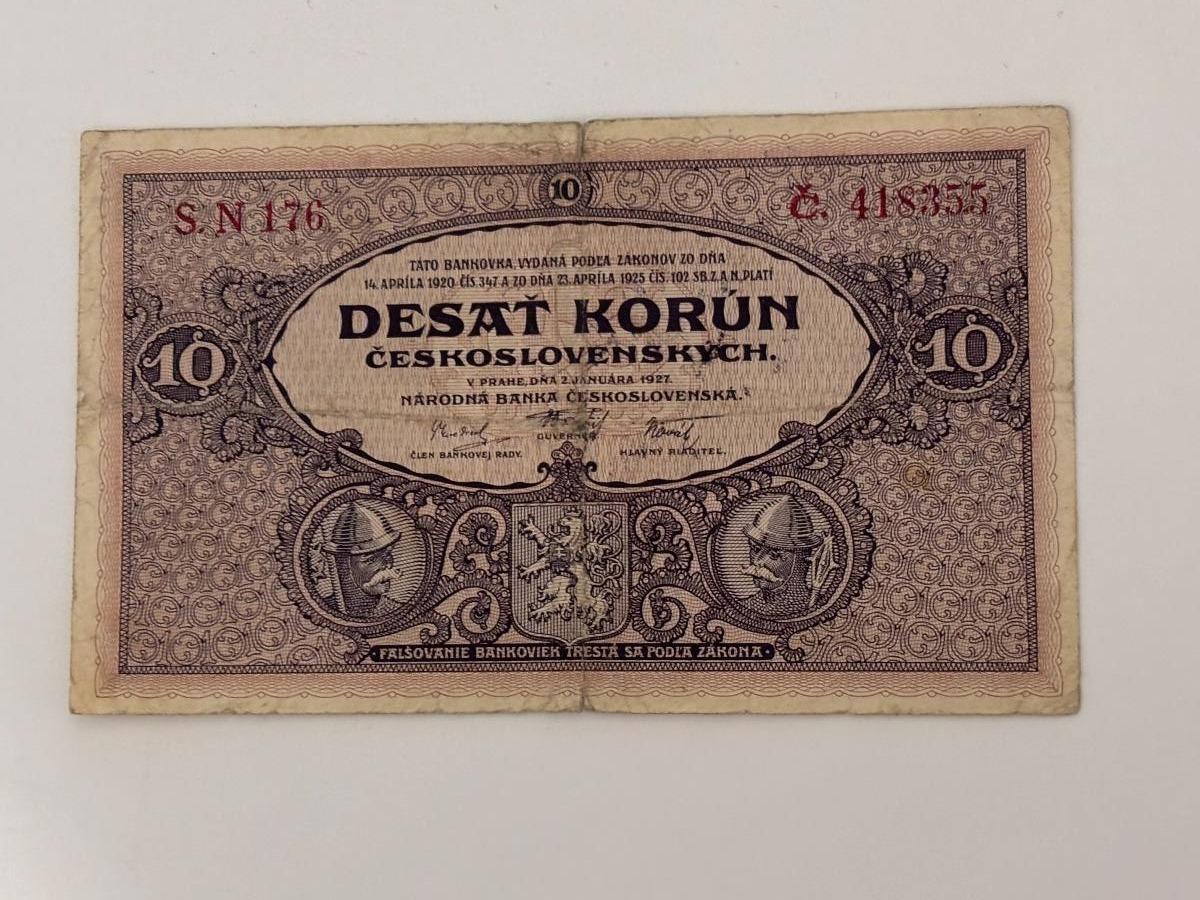 10
S. N 176
Č. 418355
TÁTO BANKOVKA, VYDANÁ PODĽA ZÁKONOV ZO DŇA
14. APRÍLA 1920 ČÍS. 347 A ZO DŇA 23. APRÍLA 1925 ČÍS. 102 SB. Z. A N. PLATÍ
DESAŤ KORÚN
ČESKOSLOVENSKÝCH.
10
10
V PRAHE, DŇA 2. JANUÁRA 1927.
NÁRODNÁ BANKA ČESKOSLOVENSKÁ.
GUVERNÉR
ČLEN BANKOVEJ RADY.
HLAVNÝ RIADITEĽ.
FALŠOVANIE BANKOVIEK TRESTÁ SA PODĽA ZÁKONA